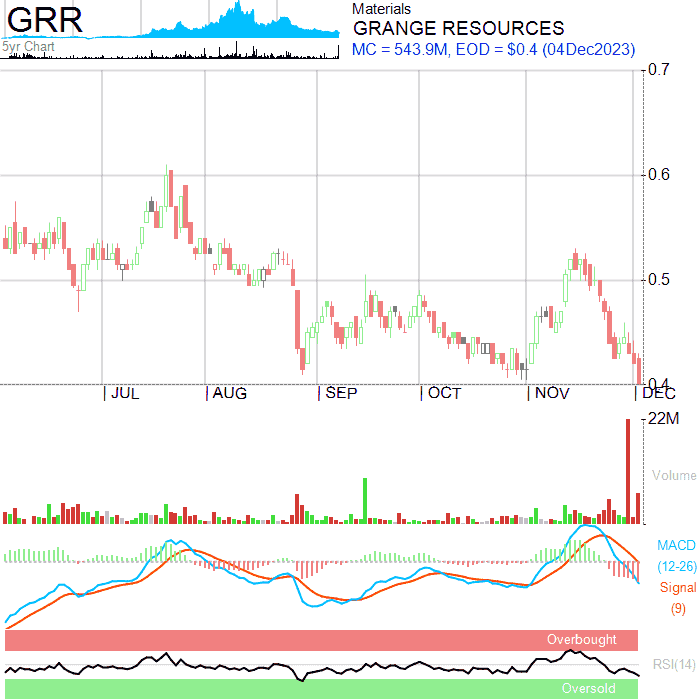 GRR
5yr Chart
Materials
GRANGE RESOURCES
MC = 543.9M, EOD = $0.4 (04Dec2023)
0.7
0.6
0.5
0.4
JUL
AUG
SEP
OCT
NOV
DEC
22M
Volume
MACD
(12-26)
Signal
(9)
Overbought
RSI(14)
Oversold